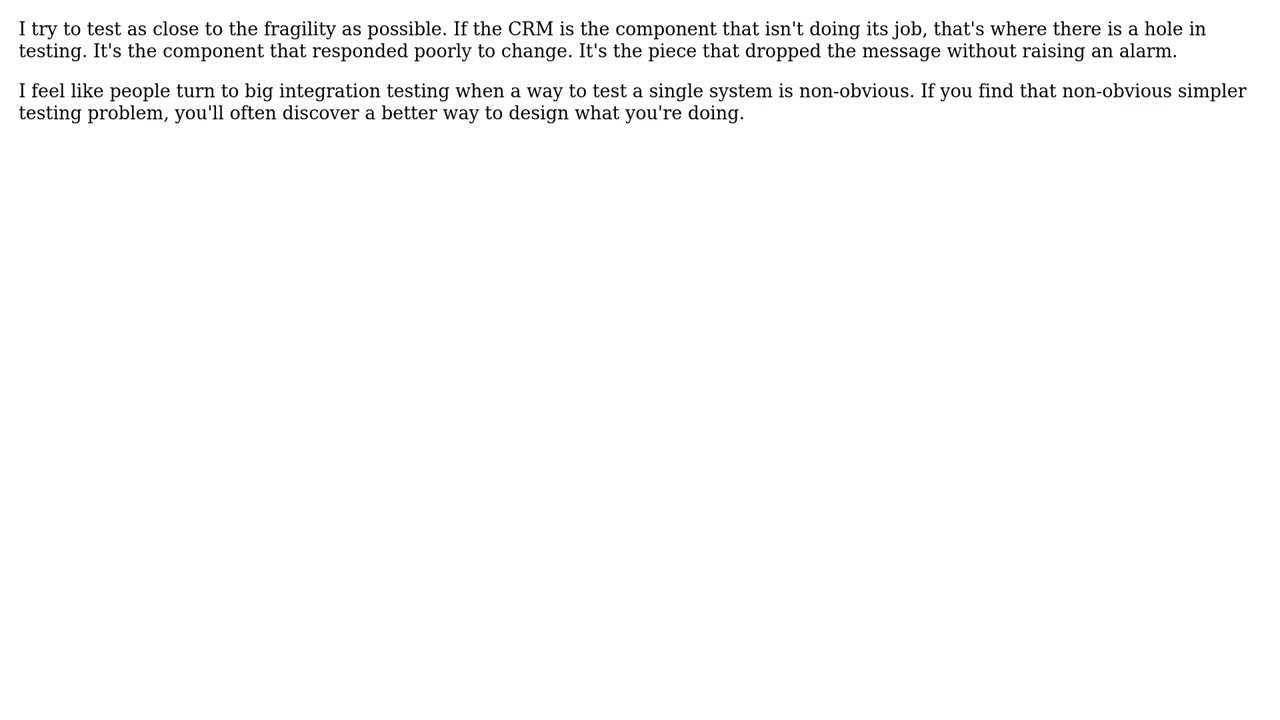 I try to test as close to the fragility as possible. If the CRM is the component that isn't doing its job, that's where there is a hole in
testing. It's the component that responded poorly to change. It's the piece that dropped the message without raising an alarm.
I feel like people turn to big integration testing when a way to test a single system is non-obvious. If you find that non-obvious simpler
testing problem, you'll often discover a better way to design what you're doing.